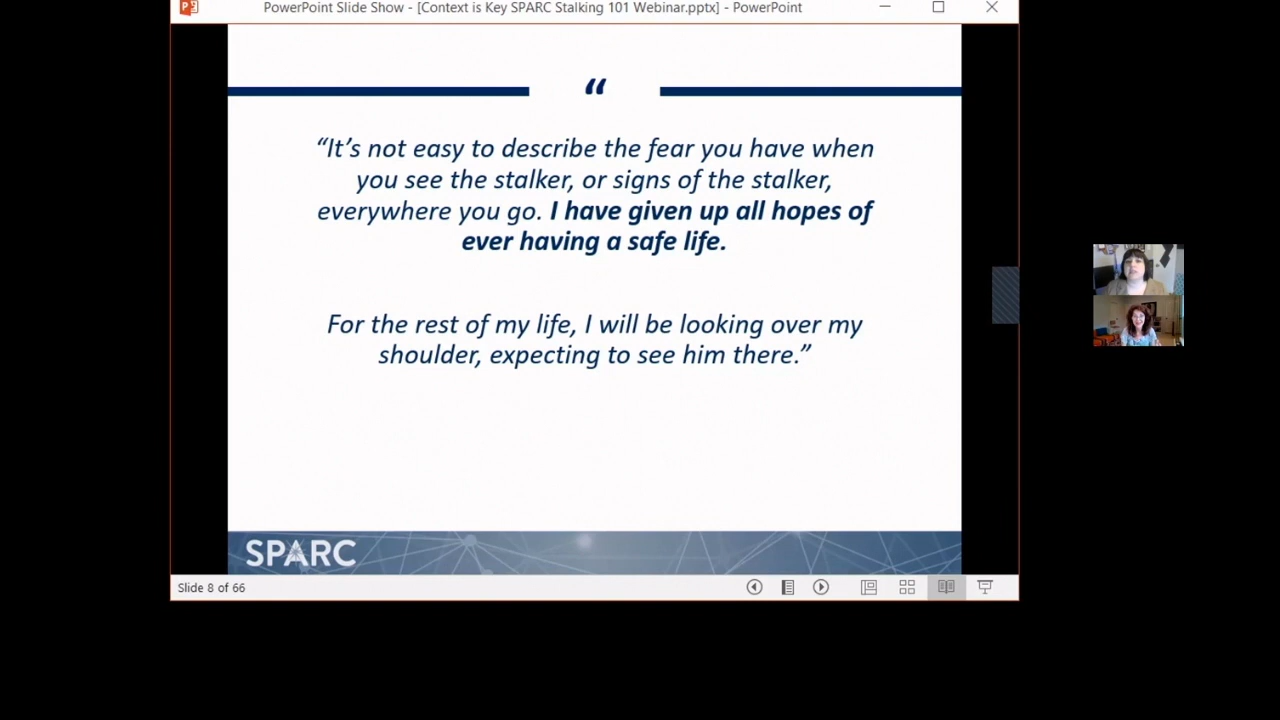 PowerPoint Slide Show - [Context is Key SPARC Stalking 101 Webinar.pptx] - PowerPoint
“
“It’s not easy to describe the fear you have when
you see the stalker, or signs of the stalker,
everywhere you go. I have given up all hopes of
ever having a safe life.
For the rest of my life, I will be looking over my
shoulder, expecting to see him there.”
SPARC
Slide 8 of 66